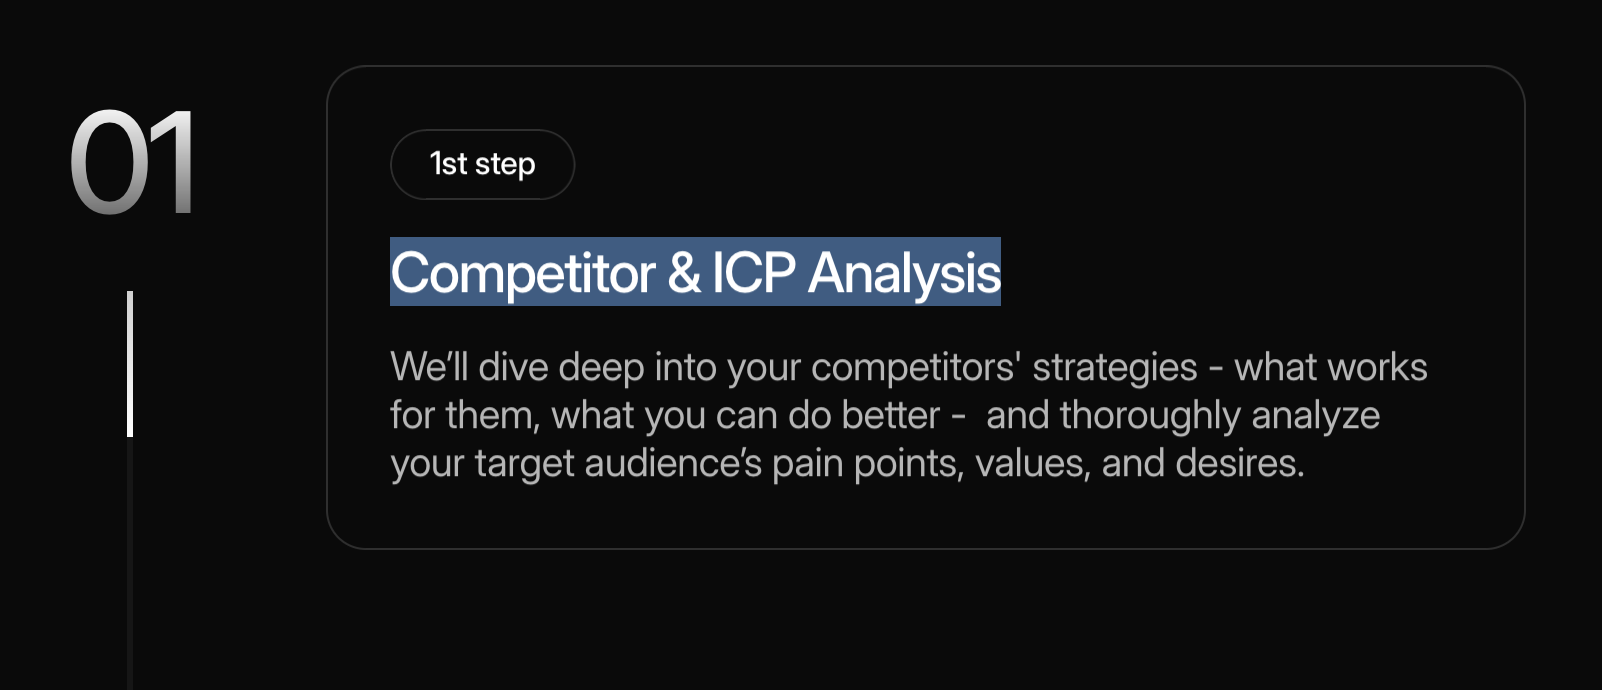 01
1st step
Competitor & ICP Analysis
We’ll dive deep into your competitors' strategies - what works
for them, what you can do better -  and thoroughly analyze
your target audience’s pain points, values, and desires.